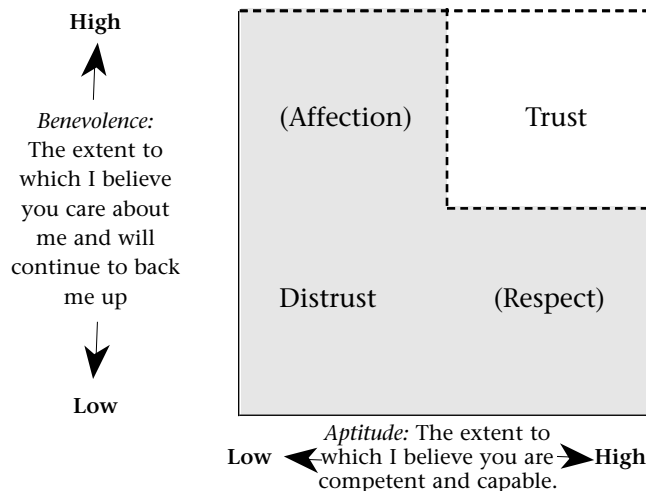 High
Benevolence:
The extent to
which I believe
you care about
me and will
continue to back
me up
Low
(Affection)
Trust
Distrust
(Respect)
Aptitude: The extent to
Low
which I believe you are
High
competent and capable.